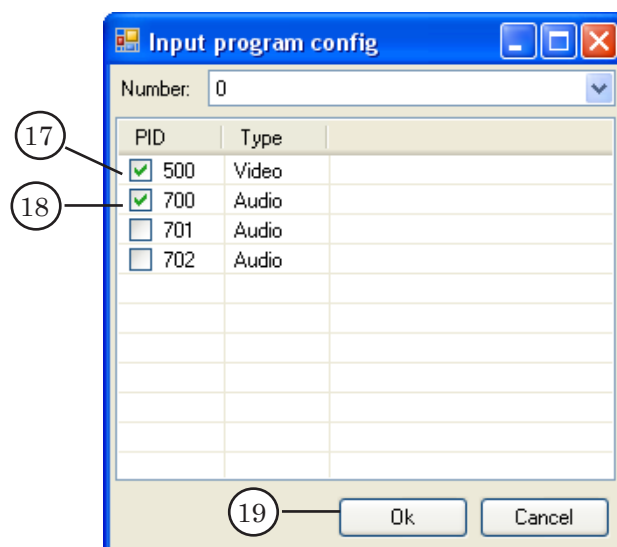 Input program config
Number: 0
PID Type
17 500 Video
18 700 Audio
701 Audio
702 Audio
19 Ok Cancel